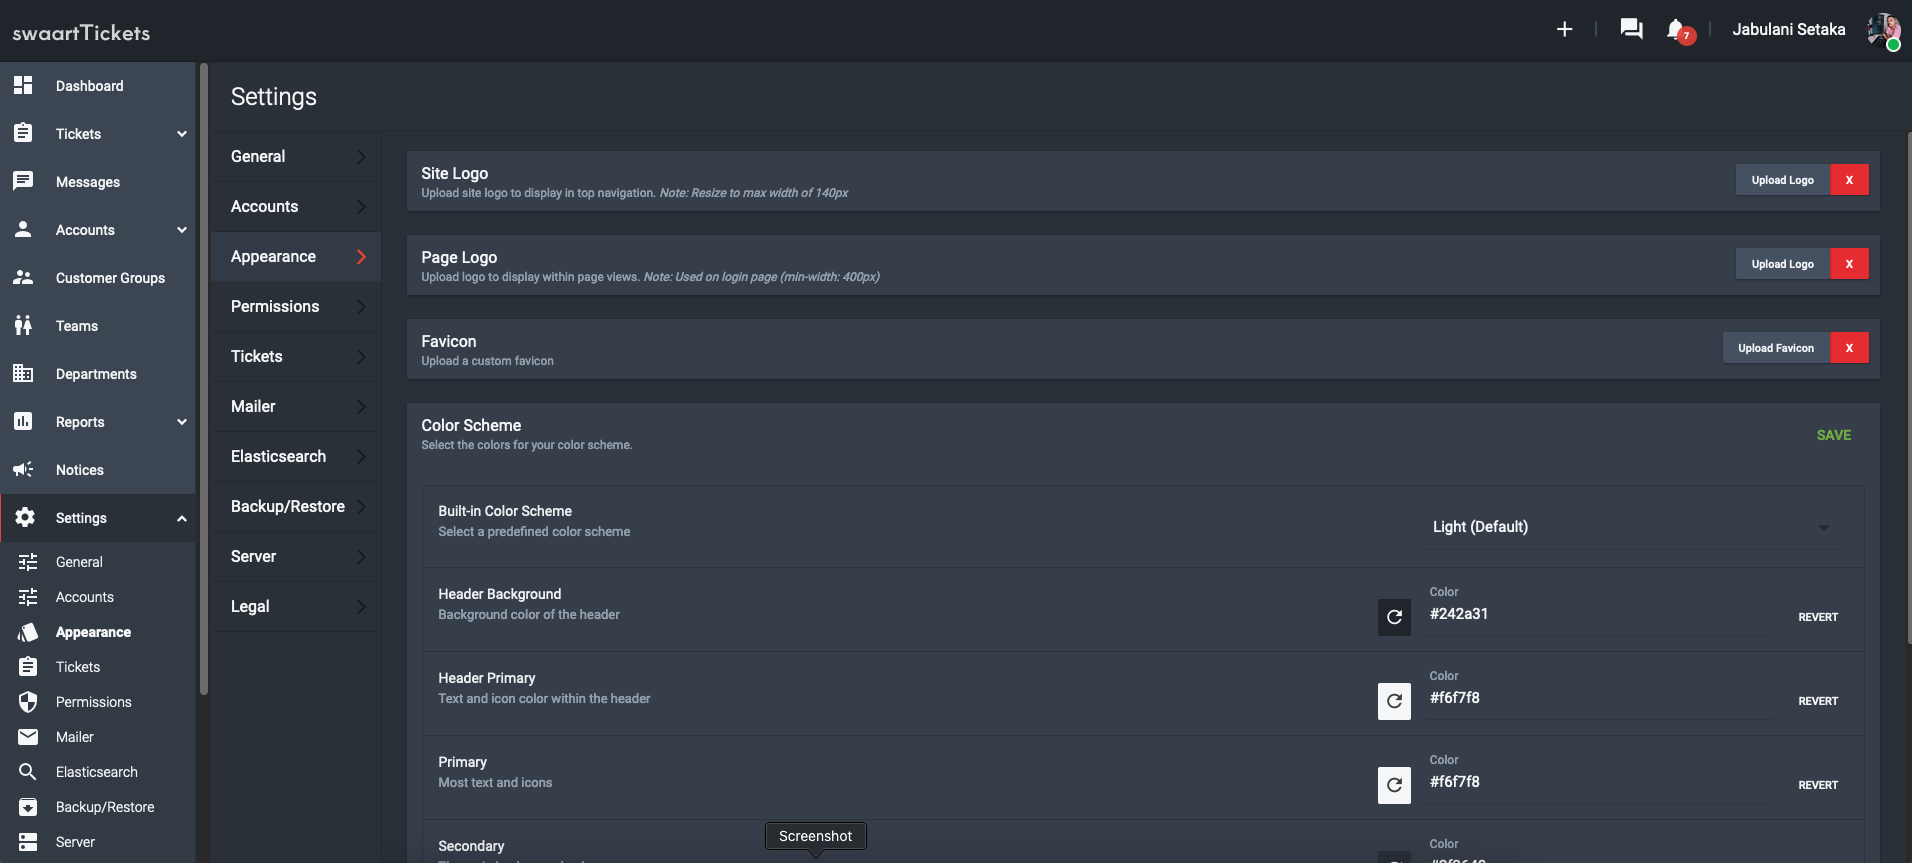 swaartTickets
7
Jabulani Setaka
Dashboard
Tickets
Messages
Accounts
Customer Groups
Teams
Departments
Reports
Notices
Settings
General
Accounts
Appearance
Tickets
Permissions
Mailer
Elasticsearch
Backup/Restore
Server
Settings
General
Accounts
Appearance
Permissions
Tickets
Mailer
Elasticsearch
Backup/Restore
Server
Legal
Site Logo
Upload site logo to display in top navigation. Note: Resize to max width of 140px
Upload Logo X
Page Logo
Upload logo to display within page views. Note: Used on login page (min-width: 400px)
Upload Logo X
Favicon
Upload a custom favicon
Upload Favicon X
Color Scheme
Select the colors for your color scheme.
SAVE
Built-in Color Scheme
Select a predefined color scheme
Light (Default)
Header Background
Background color of the header
Color
#242a31
REVERT
Header Primary
Text and icon color within the header
Color
#f6f7f8
REVERT
Primary
Most text and icons
Color
#f6f7f8
REVERT
Secondary
Color
Screenshot